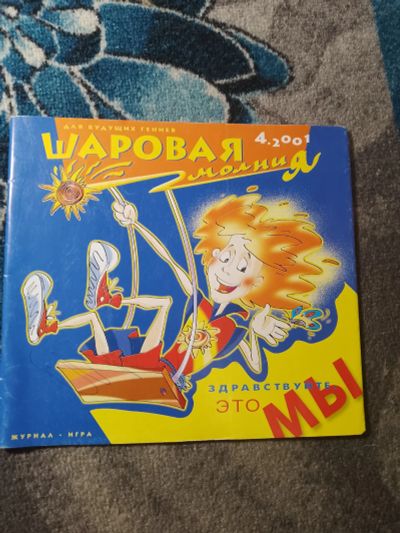 ДЛЯ БУДУЩИХ ГЕНИЕВ
ШАРОВАЯ
4.2001
молниЯ
ЗДРАВСТВУЙТЕ
ЭТО
МЫ
ЖУРНАЛ • ИГРА